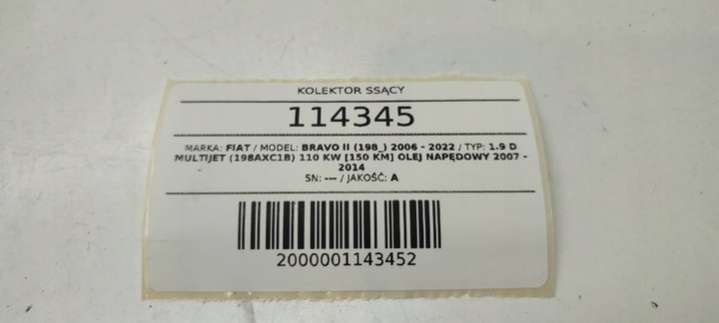 KOLEKTOR SSĄCY
114345
MARKA: FIAT / MODEL: BRAVO II (198_) 2006 - 2022 / TYP: 1.9 D
MULTIJET (198AXC1B) 110 KW [150 KM] OLEJ NAPĘDOWY 2007 -
2014
SN: --- / JAKOŚĆ: A
2000001143452